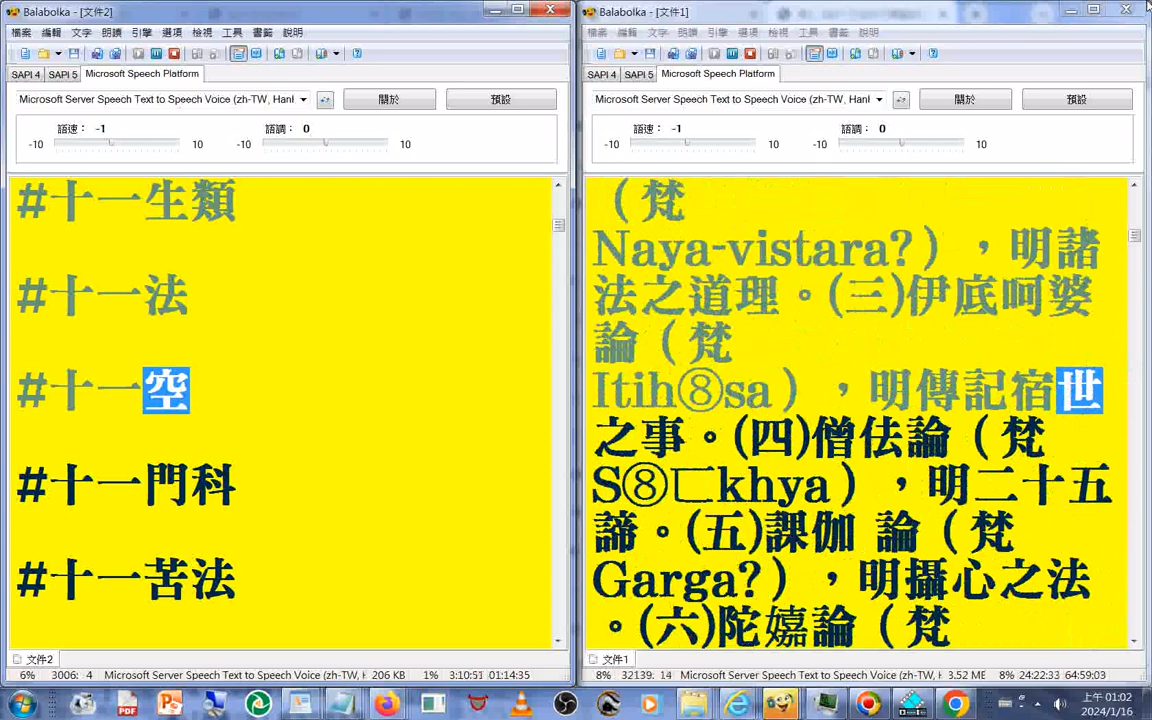 Balabolka - [文件2]
檔案 編輯 文字 朗讀 引擎 選項 檢視 工具 書籤 說明
SAPI 4 SAPI 5 Microsoft Speech Platform
Microsoft Server Speech Text to Speech Voice (zh-TW, Hanl 關於 預設
語速： -1 語調： 0
-10 10 -10 10
#十一生類
#十一法
#十一空
#十一門科
#十一苦法
文件2
6% 3006: 4 Microsoft Server Speech Text to Speech Voice (zh-TW, H 206 KB 1% 3:10:51 01:14:35
Balabolka - [文件1]
檔案 編輯 文字 朗讀 引擎 選項 檢視 工具 書籤 說明
SAPI 4 SAPI 5 Microsoft Speech Platform
Microsoft Server Speech Text to Speech Voice (zh-TW, Hanl 關於 預設
語速： -1 語調： 0
-10 10 -10 10
（梵
Naya-vistara?），明諸
法之道理。(三)伊底呵婆
論（梵
Itih⑧sa），明傳記宿世
之事。(四)僧佉論（梵
S⑧匚khya），明二十五
諦。(五)課伽 論（梵
Garga?），明攝心之法
。(六)陀嬉論（梵
文件1
8% 32139: 14 Microsoft Server Speech Text to Speech Voice (zh-TW, H 3.52 MB 8% 24:22:33 64:59:03
上午 01:02
2024/1/16